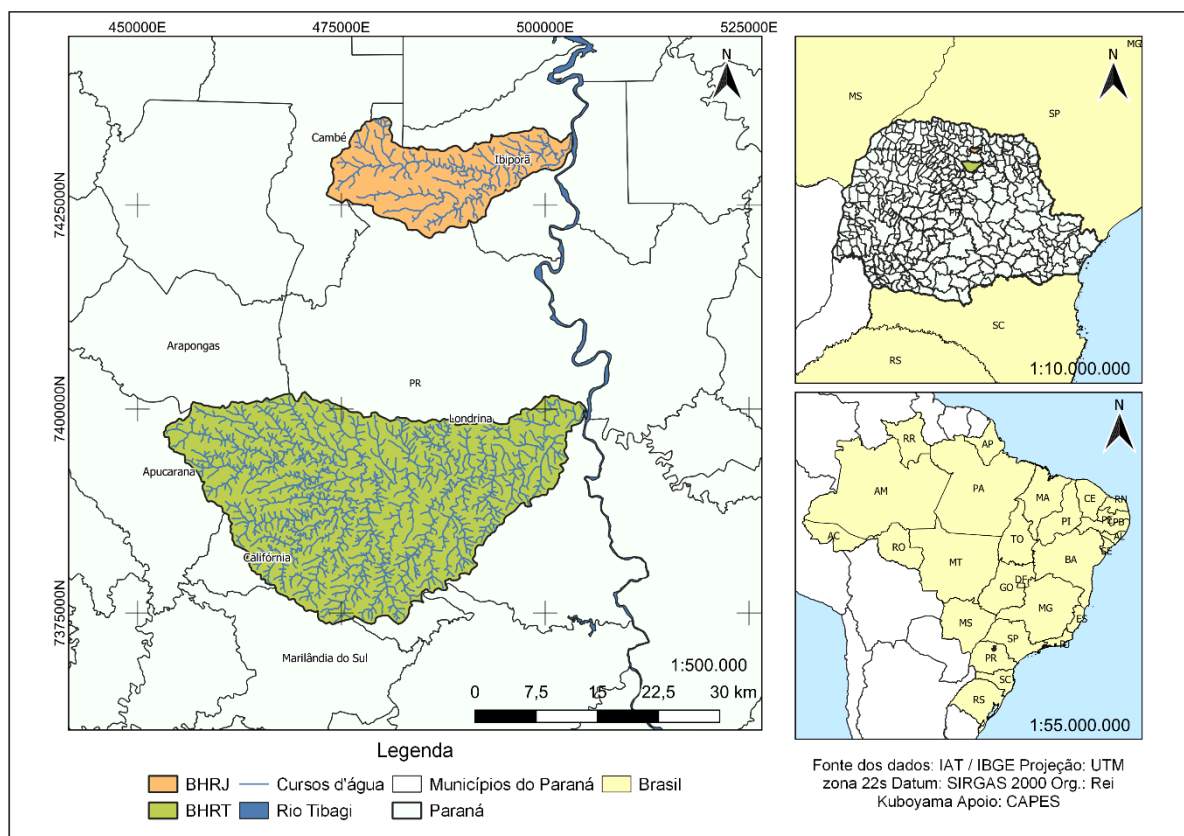 450000E 475000E 500000E 525000E
7425000N
7400000N
7375000N
N
Cambé
Ibiporã
Arapongas
PR
Londrina
Apucarana
Califórnia
Marilândia do Sul
1:500.000
0 7,5 15 22,5 30 km
N
MG
MS
SP
SC
RS
1:10.000.000
N
RR
AP
AM
PA
MA
CE
RN
PB
PI
AC
RO
TO
BA
MT
DF
GO
MG
ES
MS
SP
RJ
PR
SC
RS
1:55.000.000
Legenda
BHRJ Cursos d'água Municípios do Paraná Brasil
BHRT Rio Tibagi Paraná
Fonte dos dados: IAT / IBGE Projeção: UTM
zona 22s Datum: SIRGAS 2000 Org.: Rei
Kuboyama Apoio: CAPES